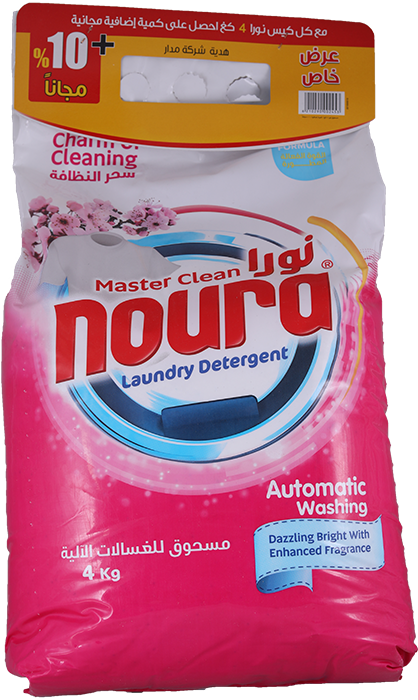 مع كل كيس نورا 4 كغ احصل على كمية إضافية مجانية
+10%
مجاناً
هدية شركة مدار
عرض
خاص
Charm of
Cleaning
سحر النظافة
FORMULA
Master Clean نورا
noura®
Laundry Detergent
Automatic
Washing
Dazzling Bright With
Enhanced Fragrance
مسحوق للغسالات الآلية
4 Kg